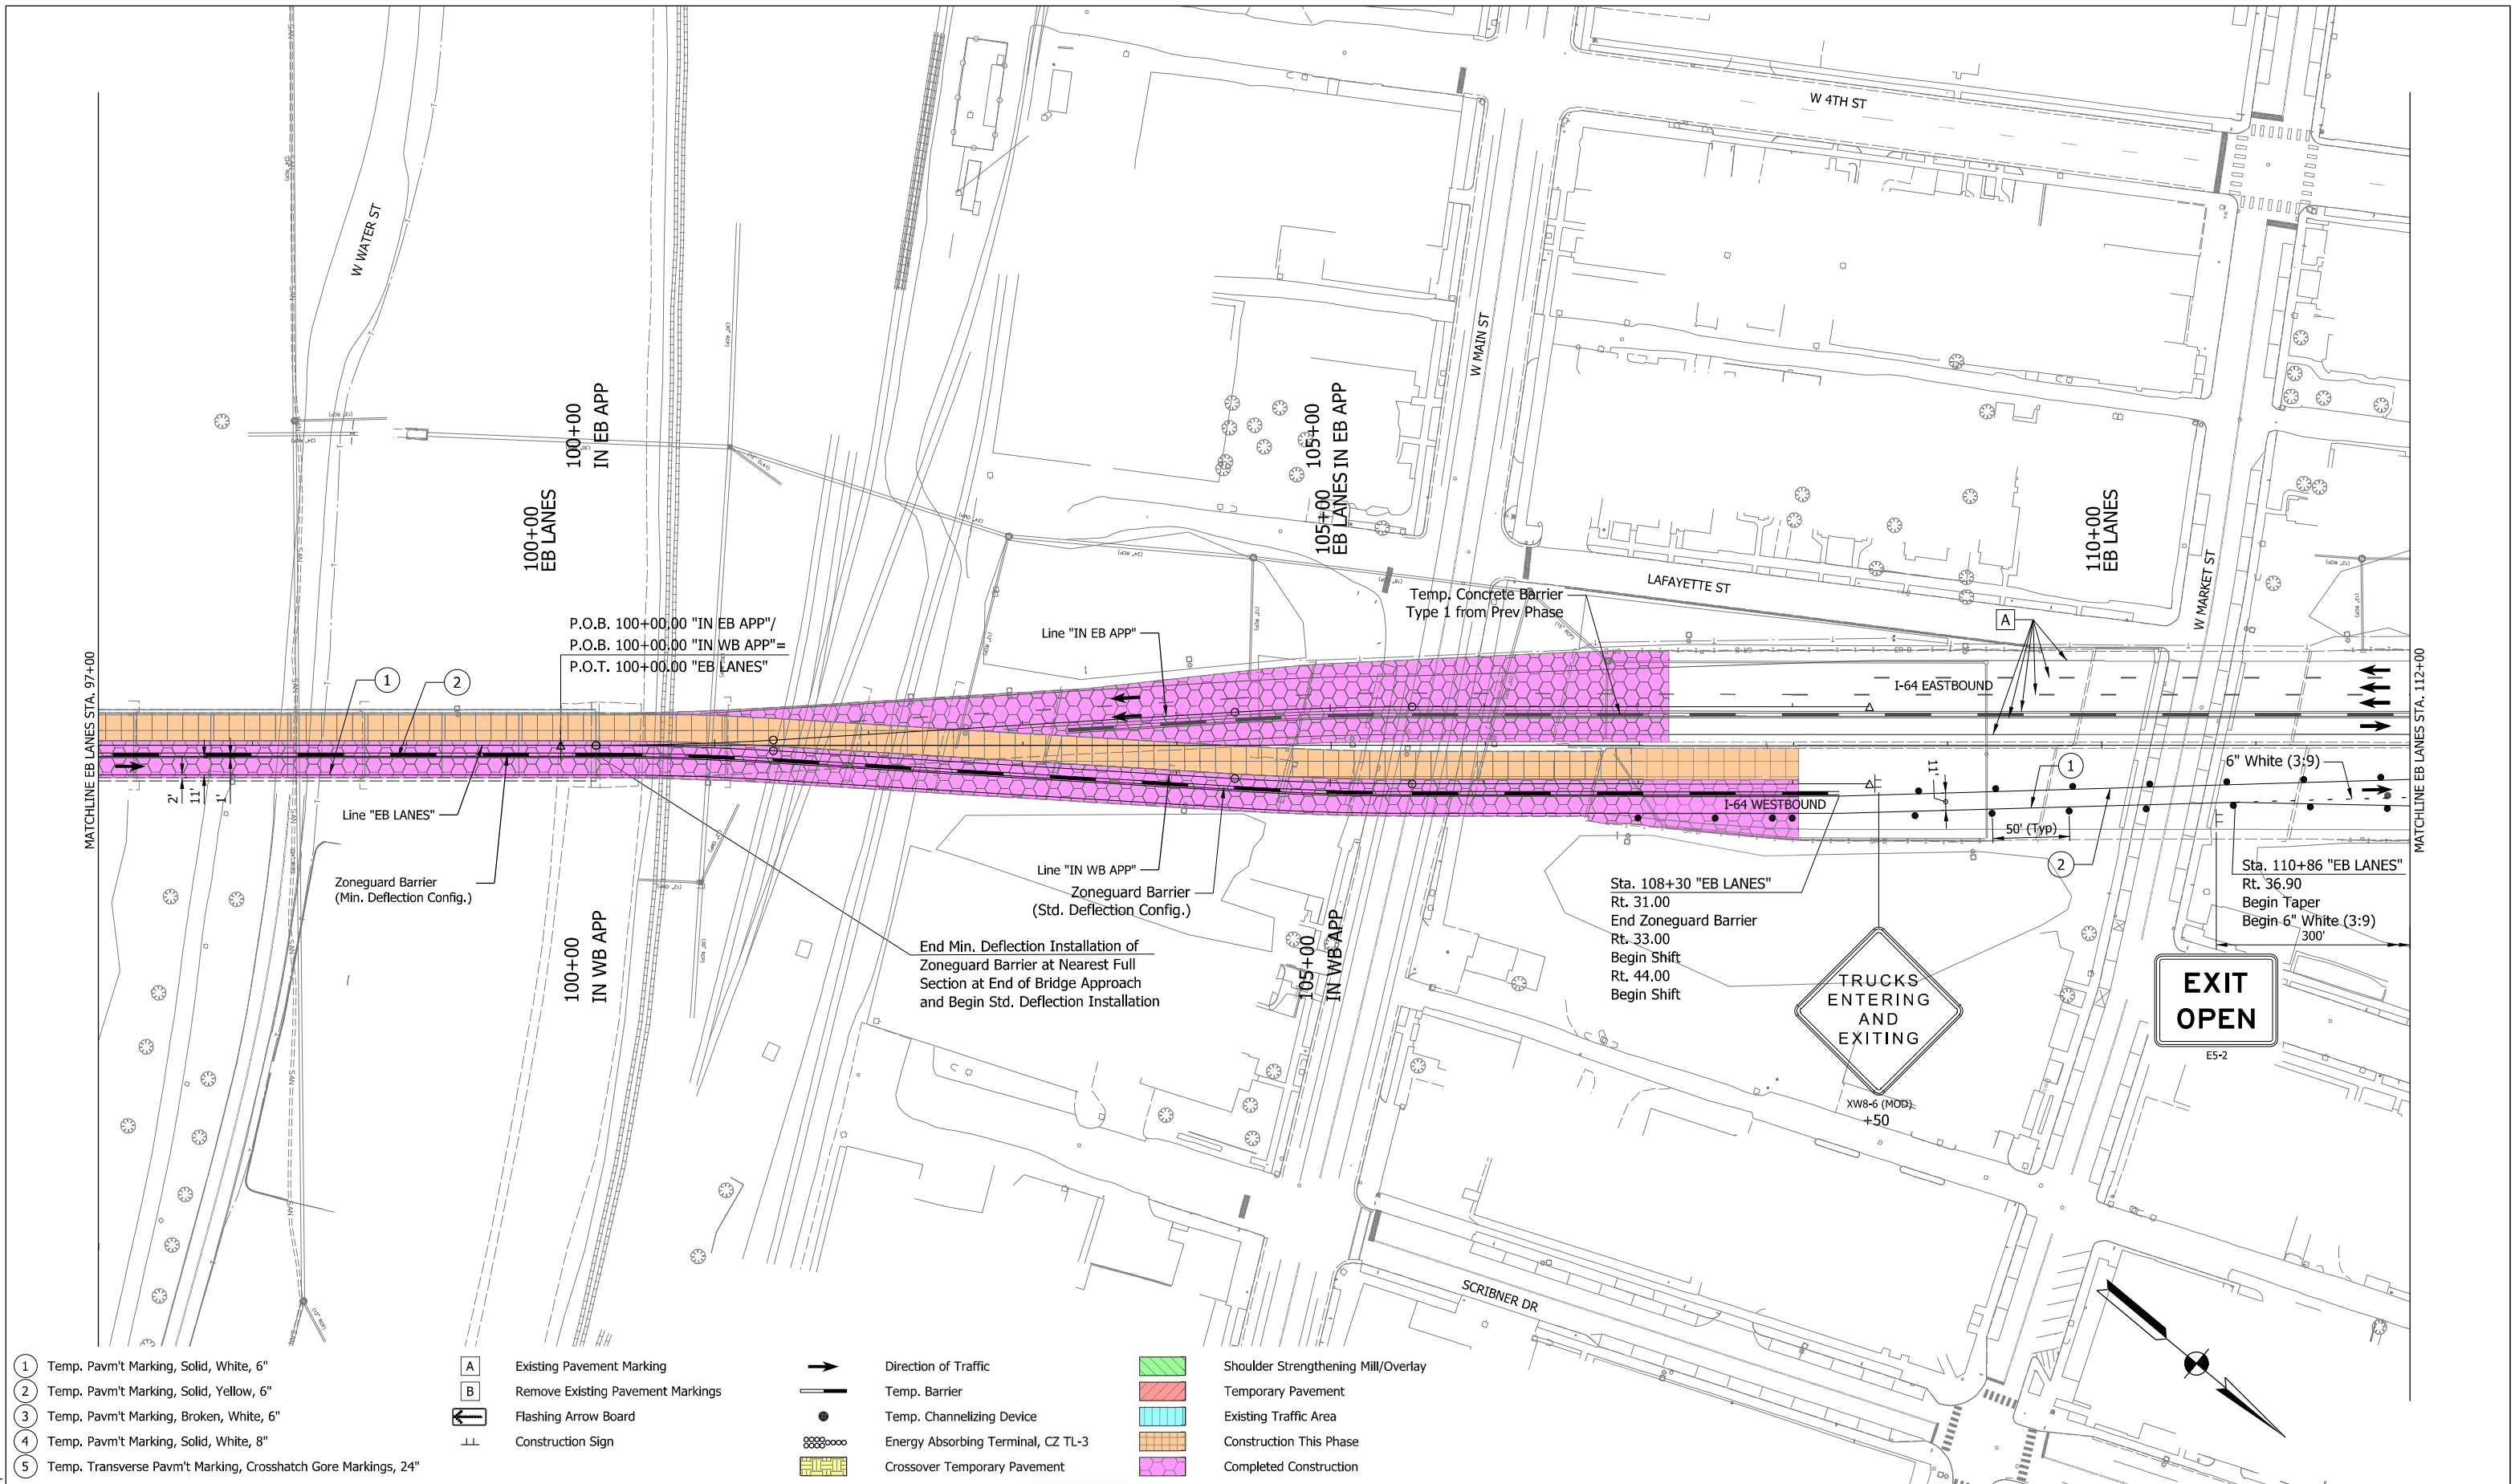 W 4TH ST
W WATER ST
W MAIN ST
100+00
IN EB APP
105+00
EB LANES IN EB APP
105+00
100+00
EB LANES
110+00
EB LANES
W MARKET ST
LAFAYETTE ST
Temp. Concrete Barrier
Type 1 from Prev Phase
A
P.O.B. 100+00.00 "IN EB APP"/
P.O.B. 100+00.00 "IN WB APP"=
P.O.T. 100+00.00 "EB LANES"
Line "IN EB APP"
MATCHLINE EB LANES STA. 97+00
MATCHLINE EB LANES STA. 112+00
1
2
I-64 EASTBOUND
6" White (3:9)
1
11'
I-64 WESTBOUND
50' (Typ)
2
2'
11'
1'
Line "EB LANES"
Zoneguard Barrier
(Min. Deflection Config.)
Line "IN WB APP"
Zoneguard Barrier
(Std. Deflection Config.)
Sta. 108+30 "EB LANES"
Rt. 31.00
End Zoneguard Barrier
Rt. 33.00
Begin Shift
Rt. 44.00
Begin Shift
Sta. 110+86 "EB LANES"
Rt. 36.90
Begin Taper
Begin 6" White (3:9)
300'
100+00
IN WB APP
105+00
IN WB APP
End Min. Deflection Installation of
Zoneguard Barrier at Nearest Full
Section at End of Bridge Approach
and Begin Std. Deflection Installation
TRUCKS
ENTERING
AND
EXITING
XW8-6 (MOD)
+50
EXIT
OPEN
E5-2
SCRIBNER DR
1 Temp. Pavm't Marking, Solid, White, 6"
2 Temp. Pavm't Marking, Solid, Yellow, 6"
3 Temp. Pavm't Marking, Broken, White, 6"
4 Temp. Pavm't Marking, Solid, White, 8"
5 Temp. Transverse Pavm't Marking, Crosshatch Gore Markings, 24"
A Existing Pavement Marking
B Remove Existing Pavement Markings
Flashing Arrow Board
Construction Sign
Direction of Traffic
Temp. Barrier
Temp. Channelizing Device
Energy Absorbing Terminal, CZ TL-3
Crossover Temporary Pavement
Shoulder Strengthening Mill/Overlay
Temporary Pavement
Existing Traffic Area
Construction This Phase
Completed Construction